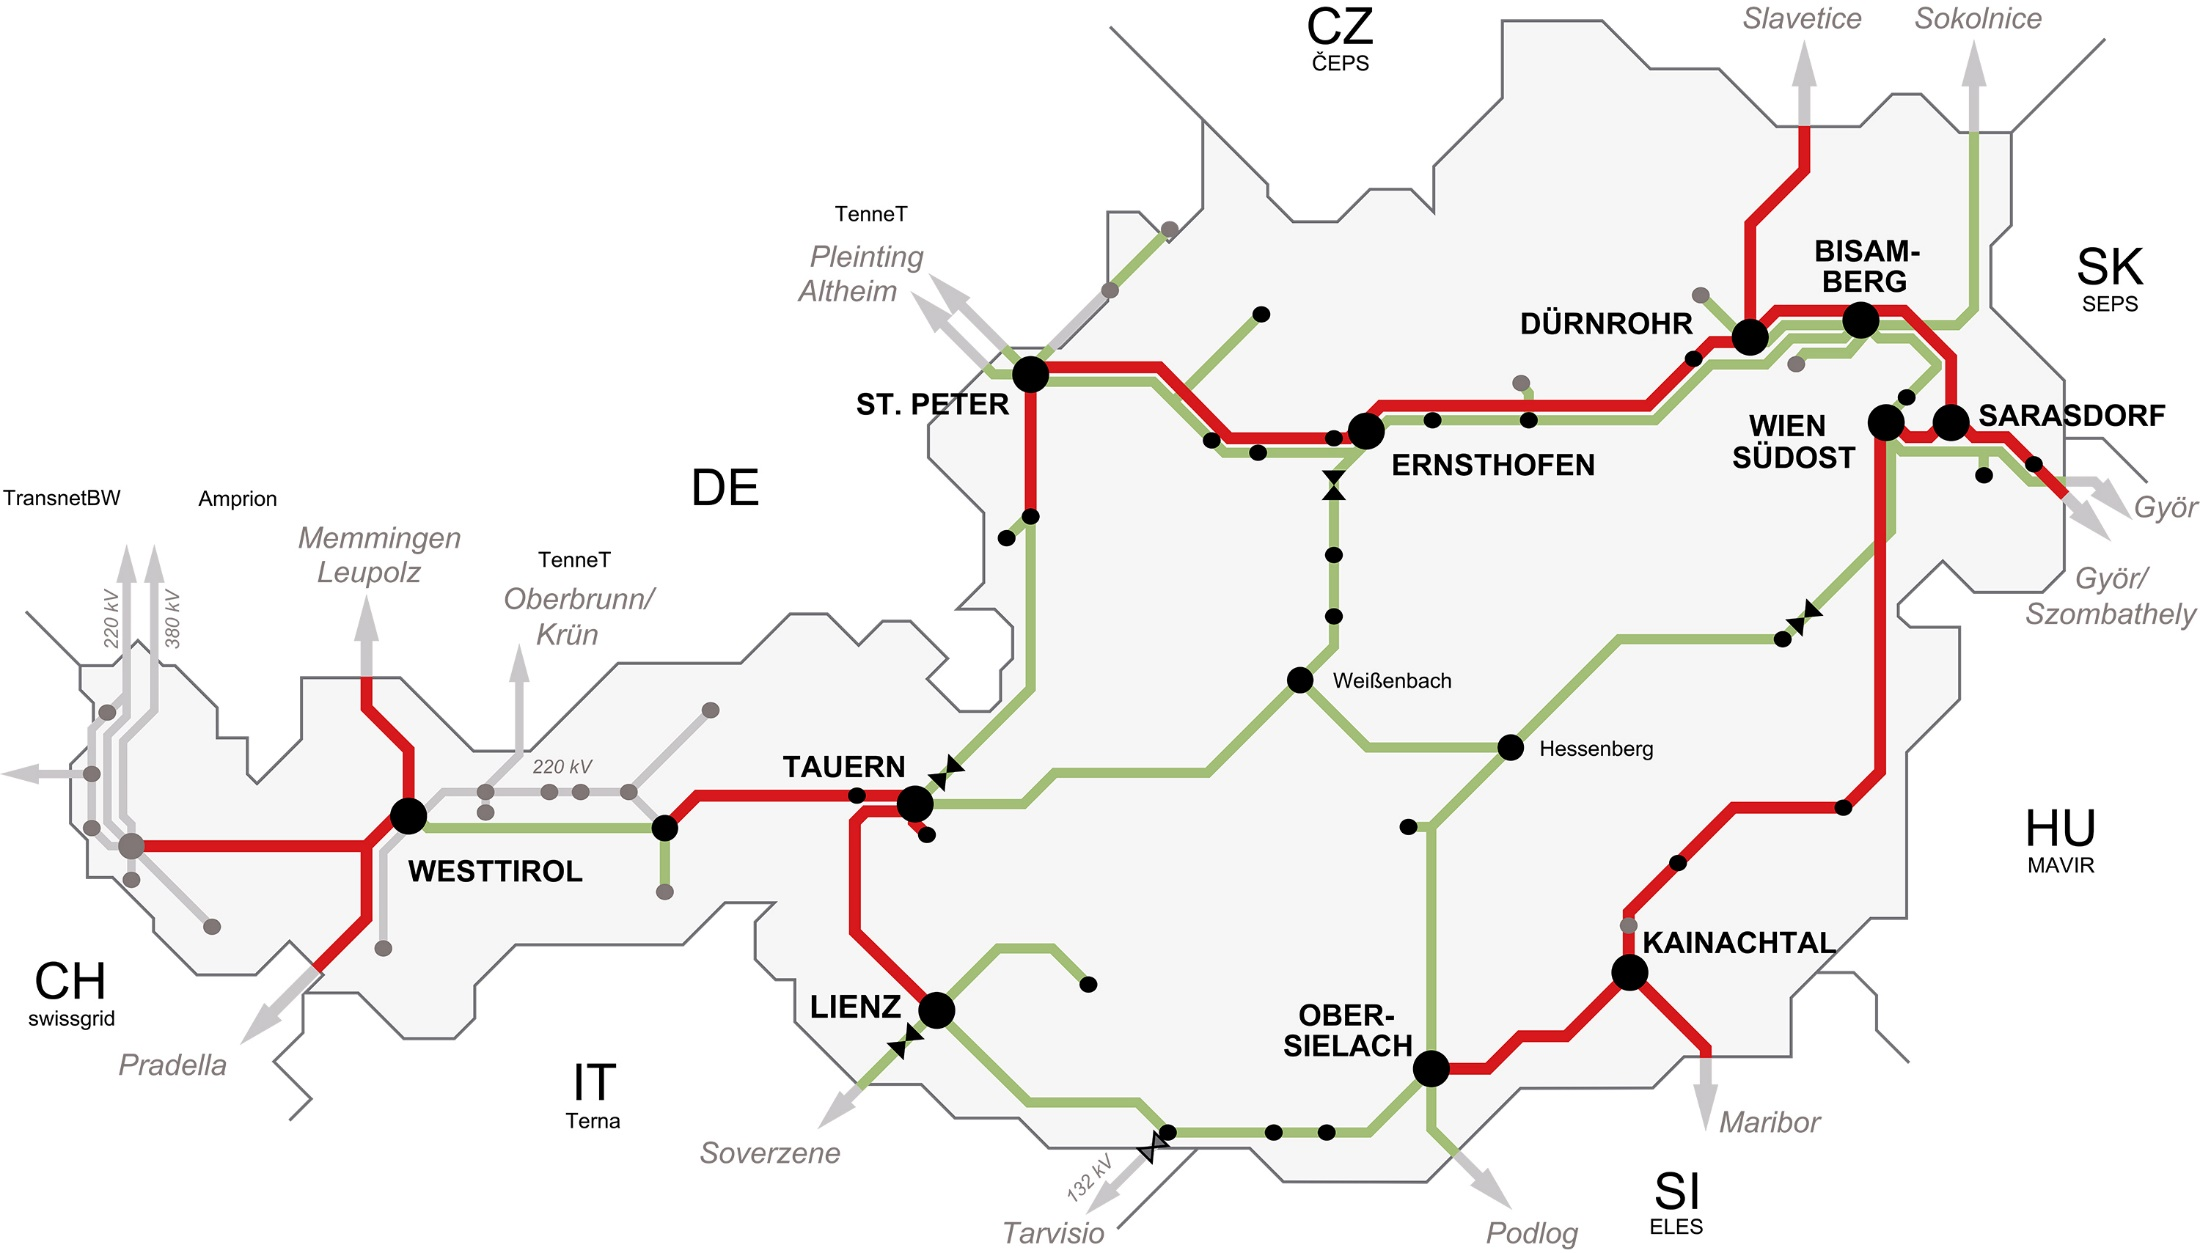 CZ
ČEPS
Slavetice
Sokolnice
TenneT
Pleinting
Altheim
BISAM-
BERG
SK
SEPS
DÜRNROHR
ST. PETER
WIEN
SÜDOST
SARASDORF
ERNSTHOFEN
DE
TransnetBW
Amprion
Györ
Memmingen
Leupolz
TenneT
Oberbrunn/
Krün
Györ/
Szombathely
220 kV
380 kV
Weißenbach
Hessenberg
220 kV
TAUERN
HU
MAVIR
WESTTIROL
KAINACHTAL
CH
swissgrid
LIENZ
OBER-
SIELACH
Pradella
IT
Terna
Maribor
Soverzene
132 kV
SI
ELES
Tarvisio
Podlog